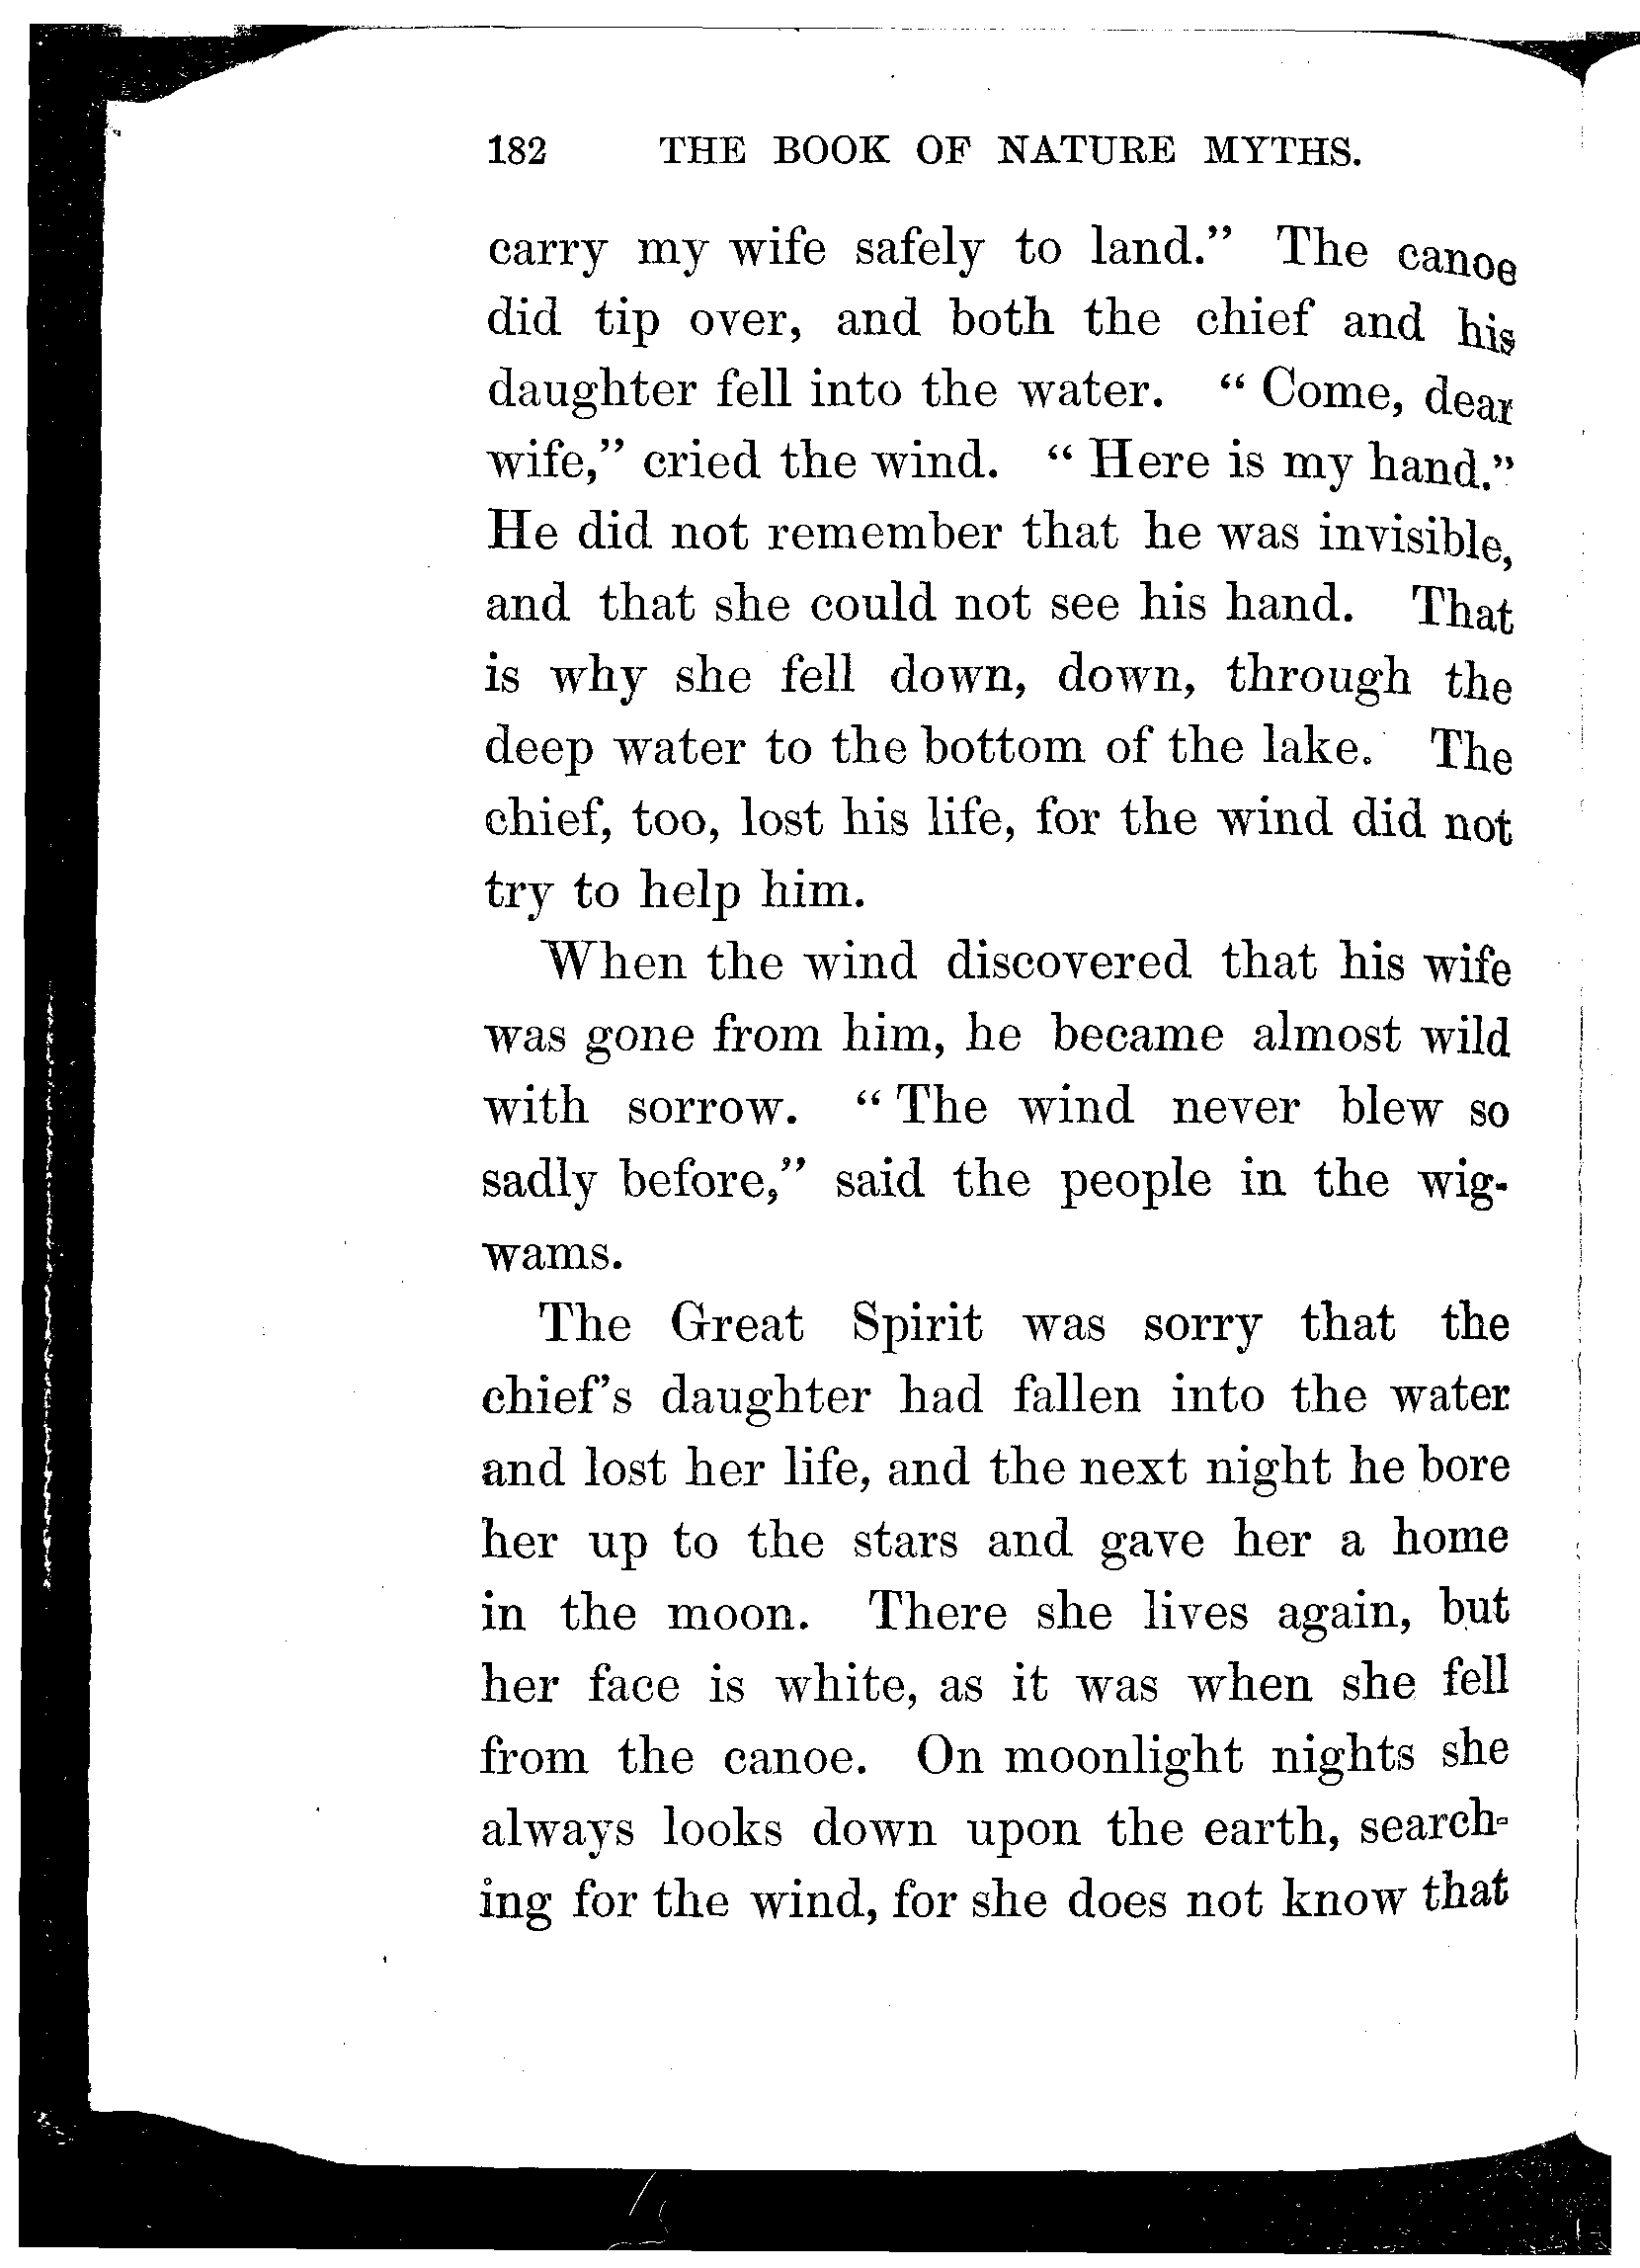 182 THE BOOK OF NATURE MYTHS.
carry my wife safely to land.” The canoe
did tip over, and both the chief and his
daughter fell into the water. “ Come, dear
wife,” cried the wind. “ Here is my hand.”
He did not remember that he was invisible,
and that she could not see his hand. That
is why she fell down, down, through the
deep water to the bottom of the lake. The
chief, too, lost his life, for the wind did not
try to help him.
When the wind discovered that his wife
was gone from him, he became almost wild
with sorrow. “ The wind never blew so
sadly before,” said the people in the wig-
wams.
The Great Spirit was sorry that the
chief’s daughter had fallen into the water
and lost her life, and the next night he bore
her up to the stars and gave her a home
in the moon. There she lives again, but
her face is white, as it was when she fell
from the canoe. On moonlight nights she
always looks down upon the earth, search-
ing for the wind, for she does not know that